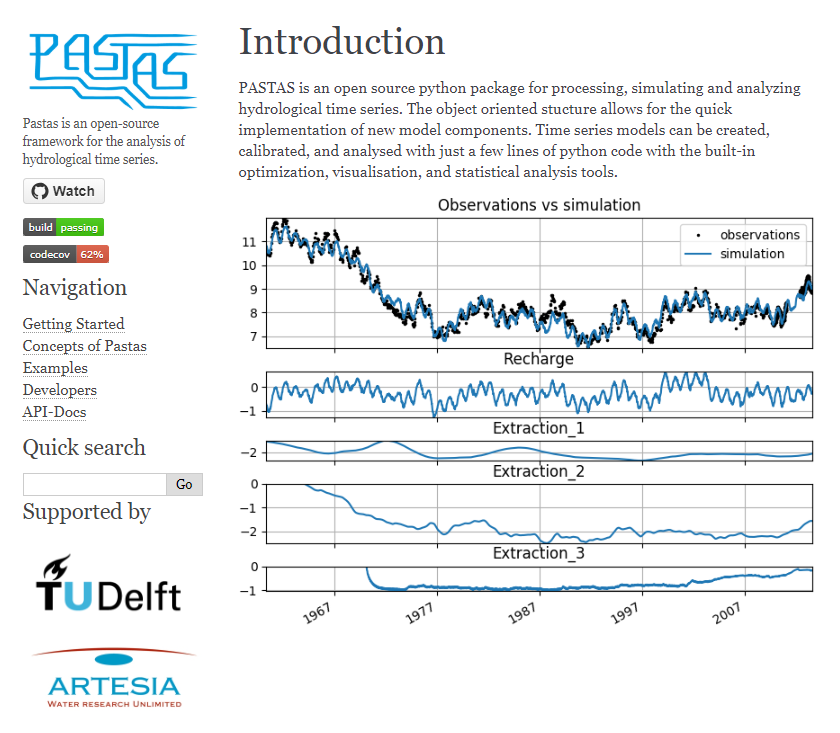 PASTAS
Pastas is an open-source
framework for the analysis of
hydrological time series.
Watch
build passing
codecov 62%
Navigation
Getting Started
Concepts of Pastas
Examples
Developers
API-Docs
Quick search
Go
Supported by
TUDelft
ARTESIA
WATER RESEARCH UNLIMITED
Introduction
PASTAS is an open source python package for processing, simulating and analyzing
hydrological time series. The object oriented stucture allows for the quick
implementation of new model components. Time series models can be created,
calibrated, and analysed with just a few lines of python code with the built-in
optimization, visualisation, and statistical analysis tools.
Observations vs simulation
observations
simulation
11
10
9
8
7
Recharge
0
−1
Extraction_1
−2
Extraction_2
0
−1
−2
Extraction_3
0
−1
1967 1977 1987 1997 2007